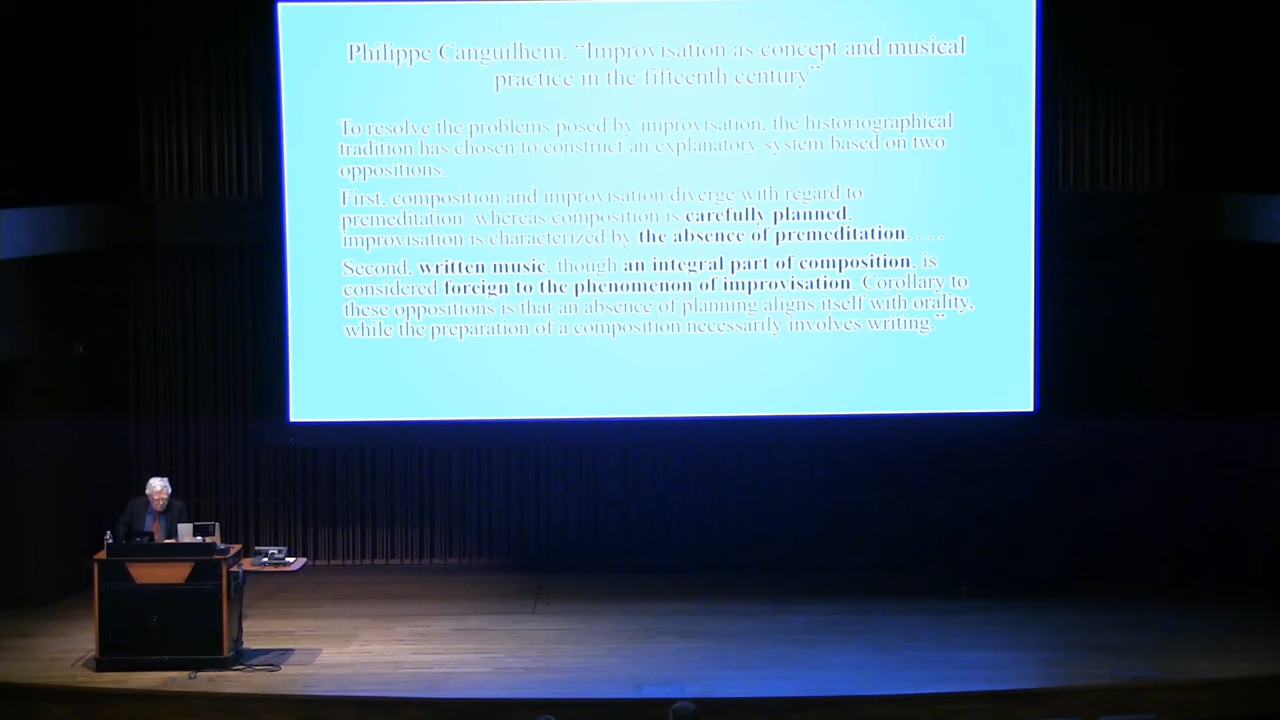 Philippe Canguilhem, "Improvisation as concept and musical
practice in the fifteenth century"
To resolve the problems posed by improvisation, the historiographical
tradition has chosen to construct an explanatory system based on two
oppositions.
First, composition and improvisation diverge with regard to
premeditation: whereas composition is carefully planned,
improvisation is characterized by the absence of premeditation. . . .
Second, written music, though an integral part of composition, is
considered foreign to the phenomenon of improvisation. Corollary to
these oppositions is that an absence of planning aligns itself with orality,
while the preparation of a composition necessarily involves writing."